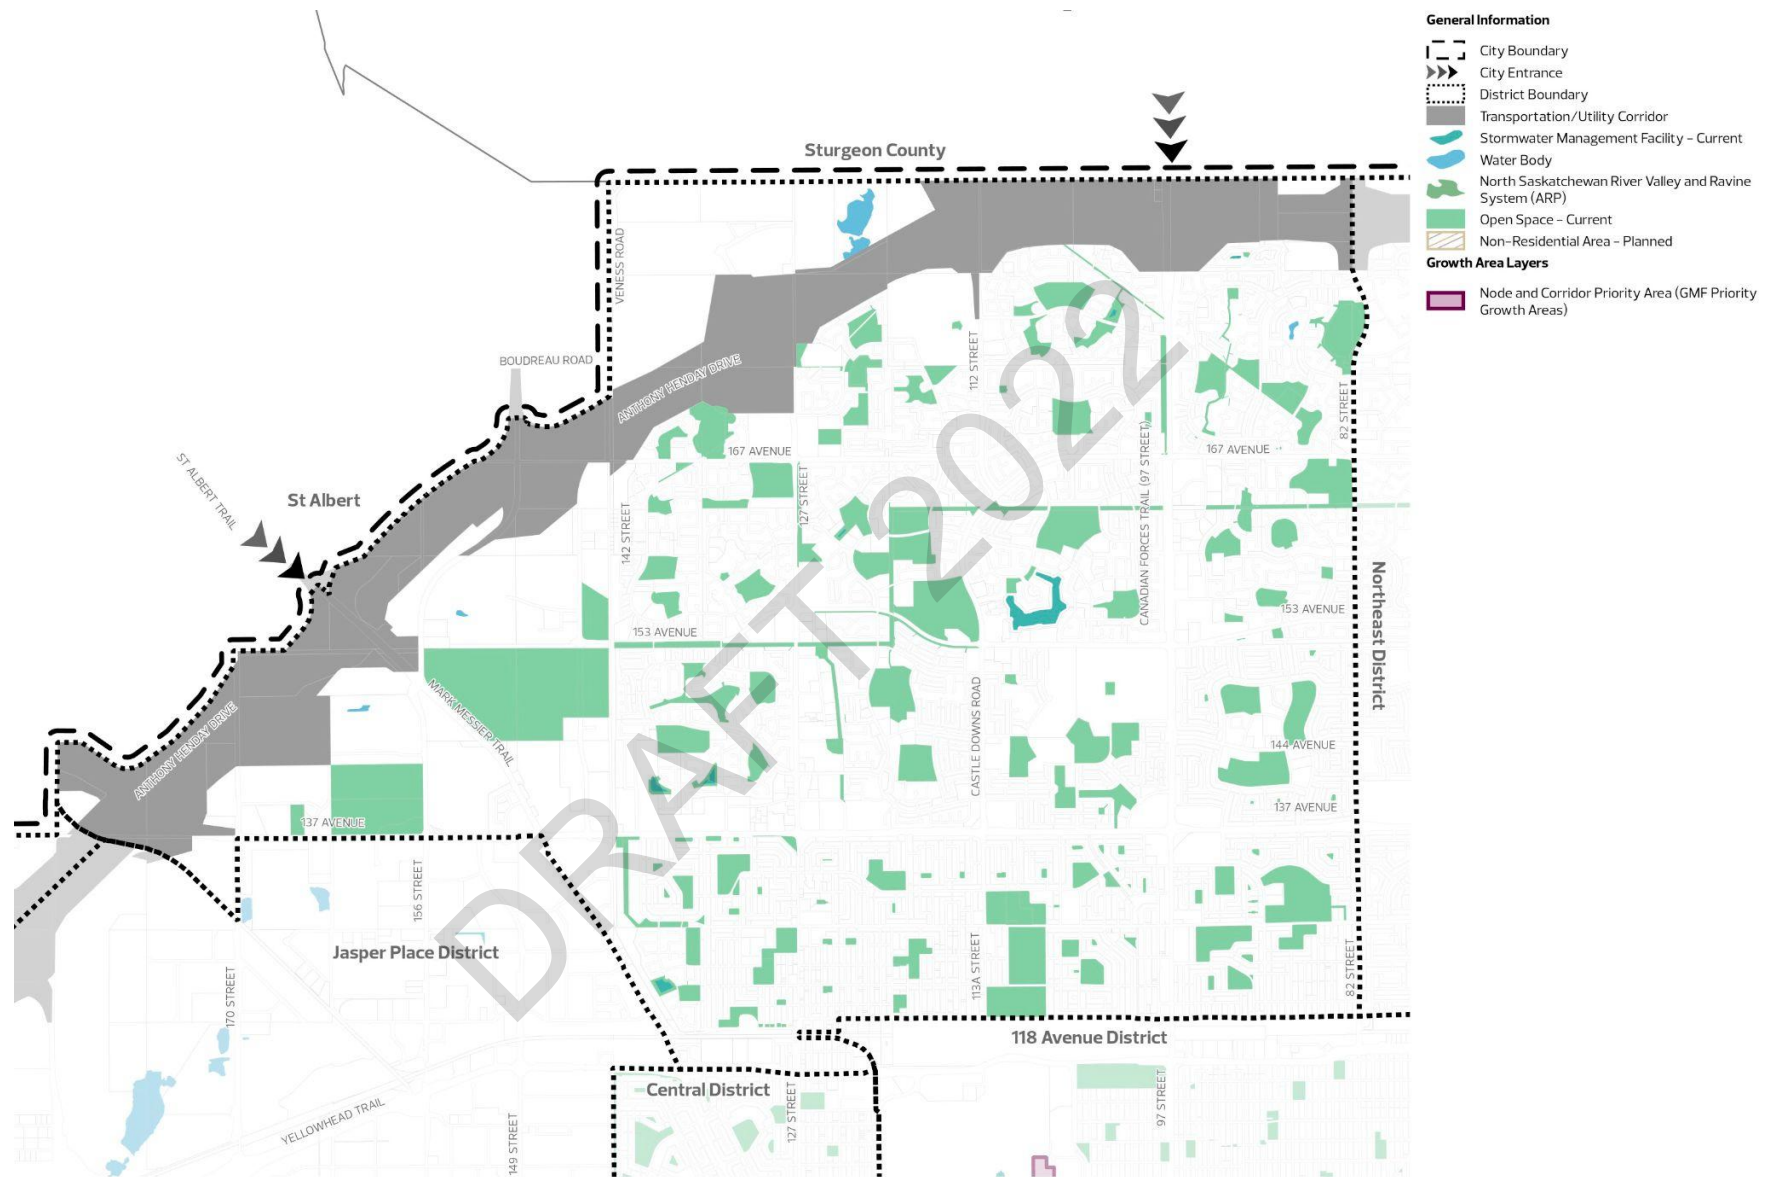 General Information
City Boundary
City Entrance
District Boundary
Transportation/Utility Corridor
Stormwater Management Facility - Current
Water Body
North Saskatchewan River Valley and Ravine
System (ARP)
Open Space - Current
Non-Residential Area - Planned
Growth Area Layers
Node and Corridor Priority Area (GMF Priority
Growth Areas)
Sturgeon County
VENESS ROAD
BOUDREAU ROAD
ANTHONY HENDAY DRIVE
112 STREET
82 STREET
167 AVENUE
167 AVENUE
ST ALBERT TRAIL
St Albert
142 STREET
127 STREET
CANADIAN FORCES TRAIL (97 STREET)
Northeast District
153 AVENUE
153 AVENUE
MARK MESSIER TRAIL
ANTHONY HENDAY DRIVE
CASTLE DOWNS ROAD
144 AVENUE
137 AVENUE
137 AVENUE
156 STREET
Jasper Place District
113A STREET
82 STREET
170 STREET
118 Avenue District
Central District
YELLOWHEAD TRAIL
149 STREET
127 STREET
97 STREET
DRAFT 2022